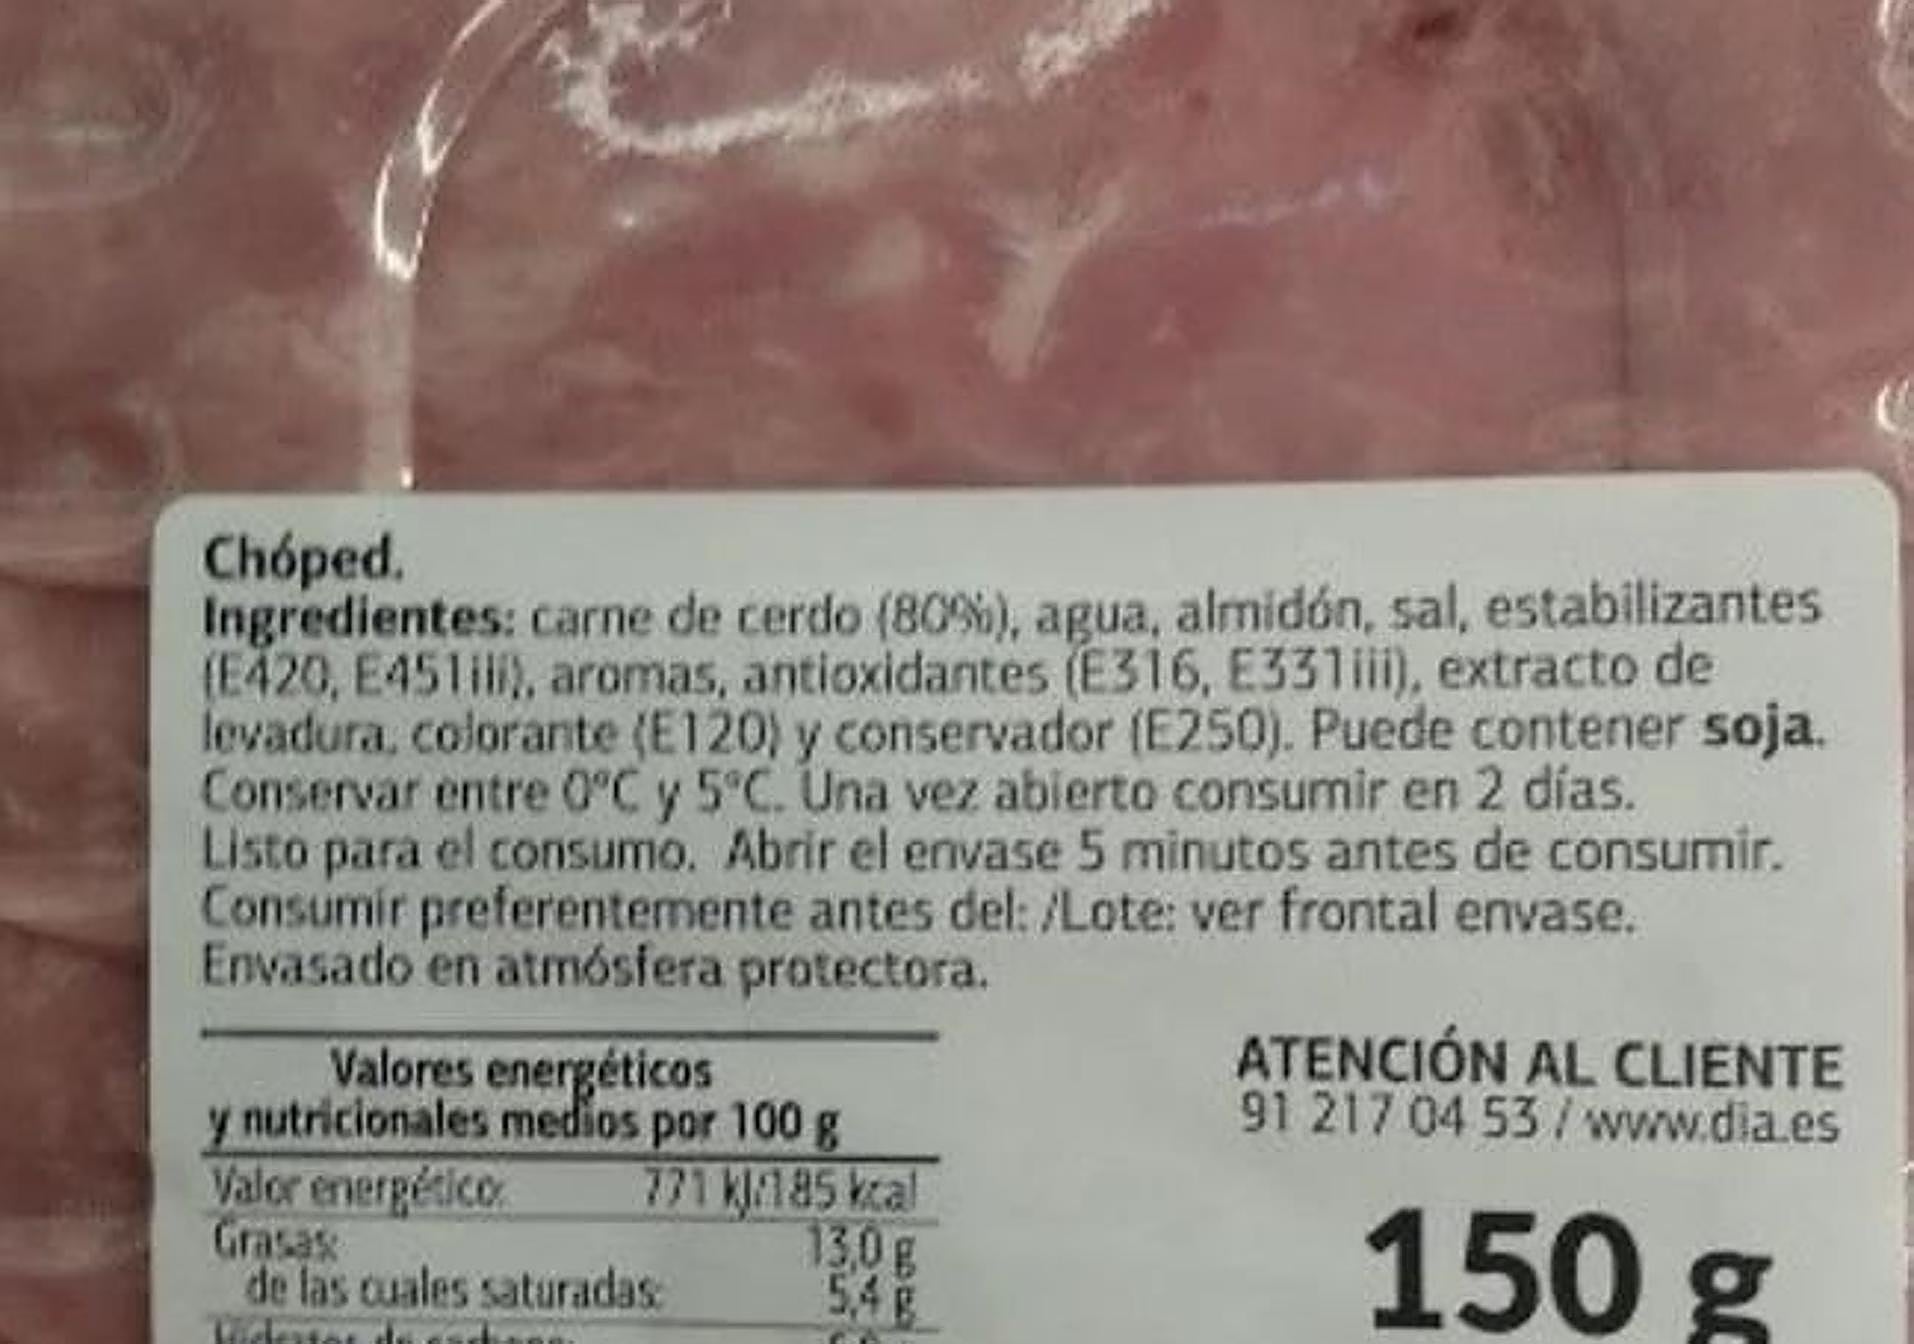 Chóped.
Ingredientes: carne de cerdo (80%), agua, almidón, sal, estabilizantes
(E420, E451iii), aromas, antioxidantes (E316, E331iii), extracto de
levadura, colorante (E120) y conservador (E250). Puede contener soja.
Conservar entre 0°C y 5°C. Una vez abierto consumir en 2 días.
Listo para el consumo. Abrir el envase 5 minutos antes de consumir.
Consumir preferentemente antes del: /Lote: ver frontal envase.
Envasado en atmósfera protectora.
Valores energéticos
y nutricionales medios por 100 g
Valor energético: 771 kJ/185 kcal
Grasas: 13,0 g
de las cuales saturadas: 5,4 g
Hidratos de carbono:
ATENCIÓN AL CLIENTE
91 217 04 53 / www.dia.es
150 g